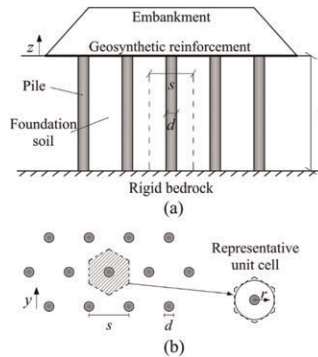 Embankment
z
Geosynthetic reinforcement
Pile
s
Foundation
soil
d
Rigid bedrock
(a)
Representative
unit cell
y
r
s
d
(b)